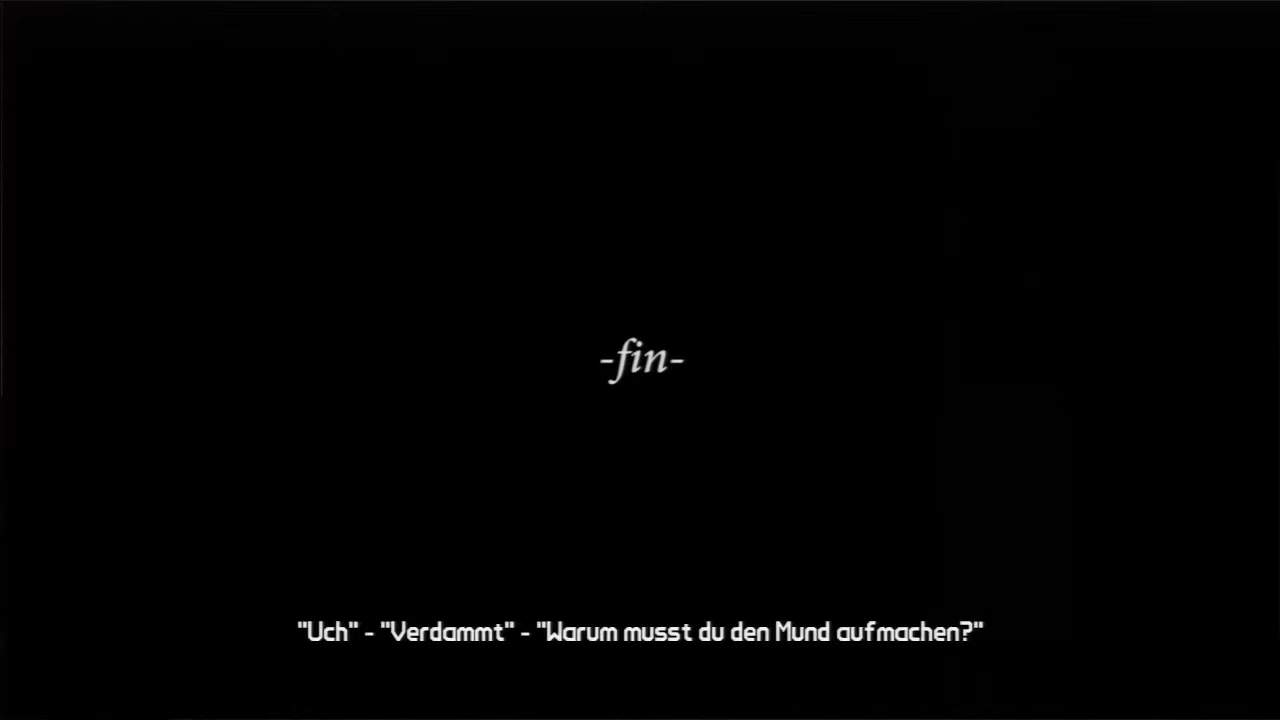 -fin-
"Uch" - "Verdammt" - "Warum musst du den Mund aufmachen?"